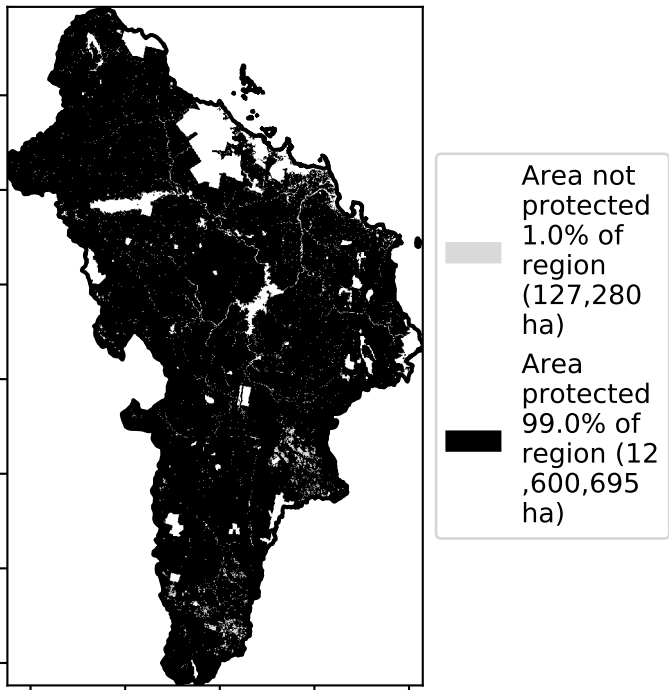 Area not
protected
1.0% of
region
(127,280
ha)
Area
protected
99.0% of
region (12
,600,695
ha)